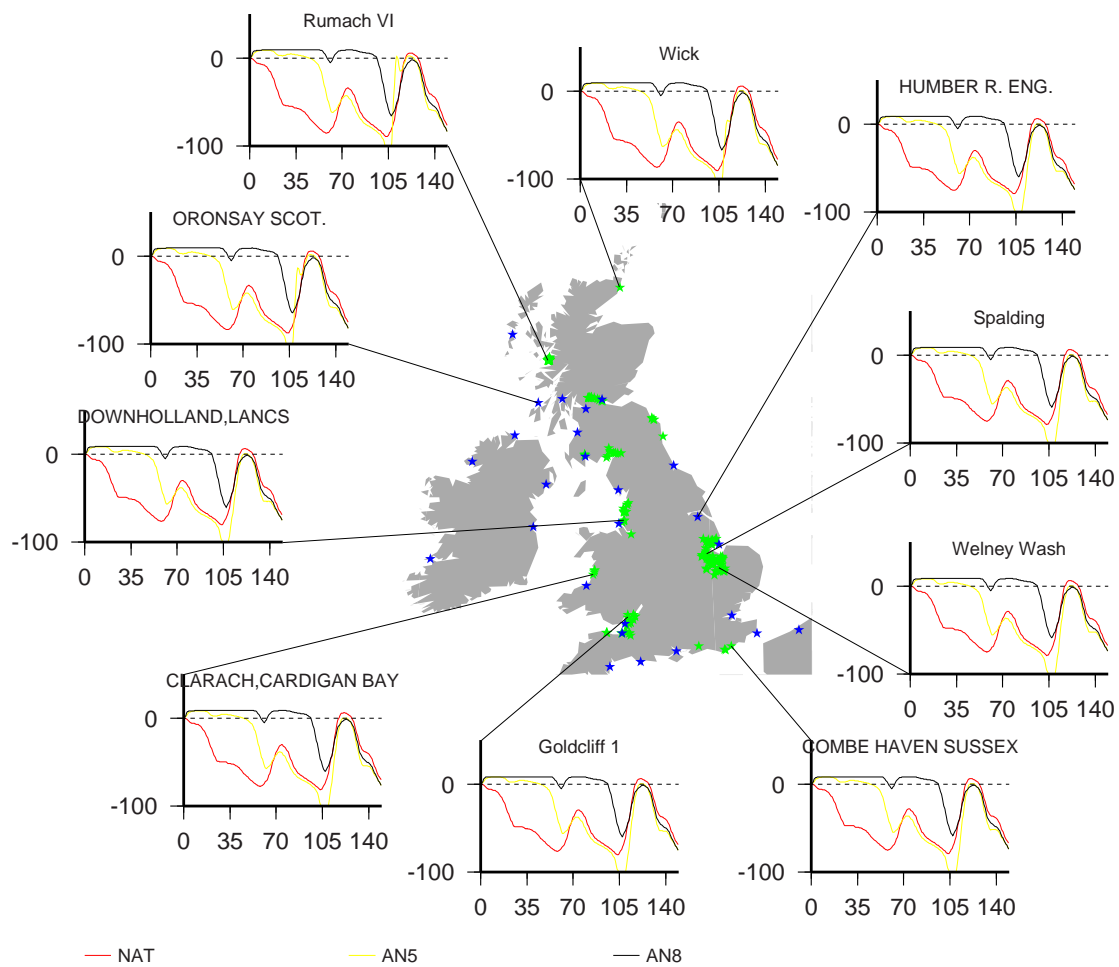 Rumach VI
0
-100
0 35 70 105 140
Wick
0
-100
0 35 70 105 140
HUMBER R. ENG.
0
-100
0 35 70 105 140
ORONSAY SCOT.
0
-100
0 35 70 105 140
Spalding
0
-100
0 35 70 105 140
DOWNHOLLAND,LANCS
0
-100
0 35 70 105 140
Welney Wash
0
-100
0 35 70 105 140
CLARACH,CARDIGAN BAY
0
-100
0 35 70 105 140
Goldcliff 1
0
-100
0 35 70 105 140
COMBE HAVEN SUSSEX
0
-100
0 35 70 105 140
NAT AN5 AN8